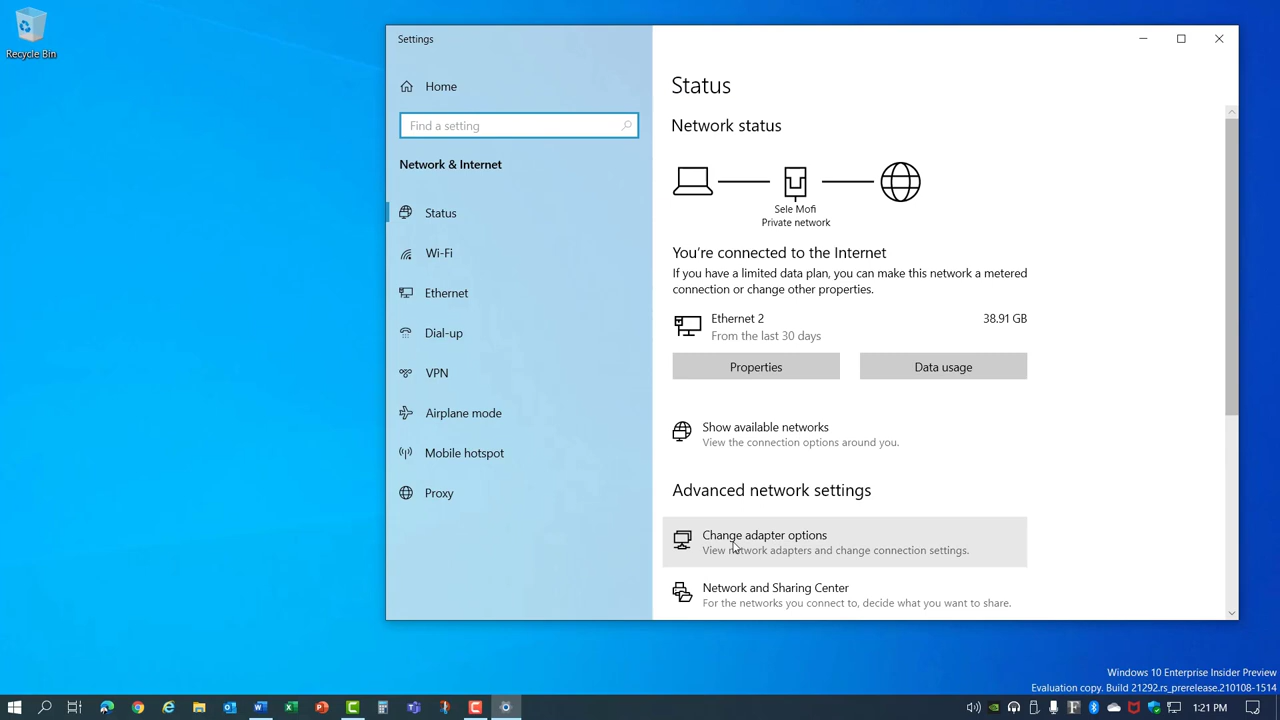 Recycle Bin
Settings
Home
Find a setting
Network & Internet
Status
Wi-Fi
Ethernet
Dial-up
VPN
Airplane mode
Mobile hotspot
Proxy
Status
Network status
Sele Mofi
Private network
You're connected to the Internet
If you have a limited data plan, you can make this network a metered
connection or change other properties.
Ethernet 2
38.91 GB
From the last 30 days
Properties
Data usage
Show available networks
View the connection options around you.
Advanced network settings
Change adapter options
View network adapters and change connection settings.
Network and Sharing Center
For the networks you connect to, decide what you want to share.
Windows 10 Enterprise Insider Preview
Evaluation copy. Build 21292.rs_prerelease.210108-1514
1:21 PM